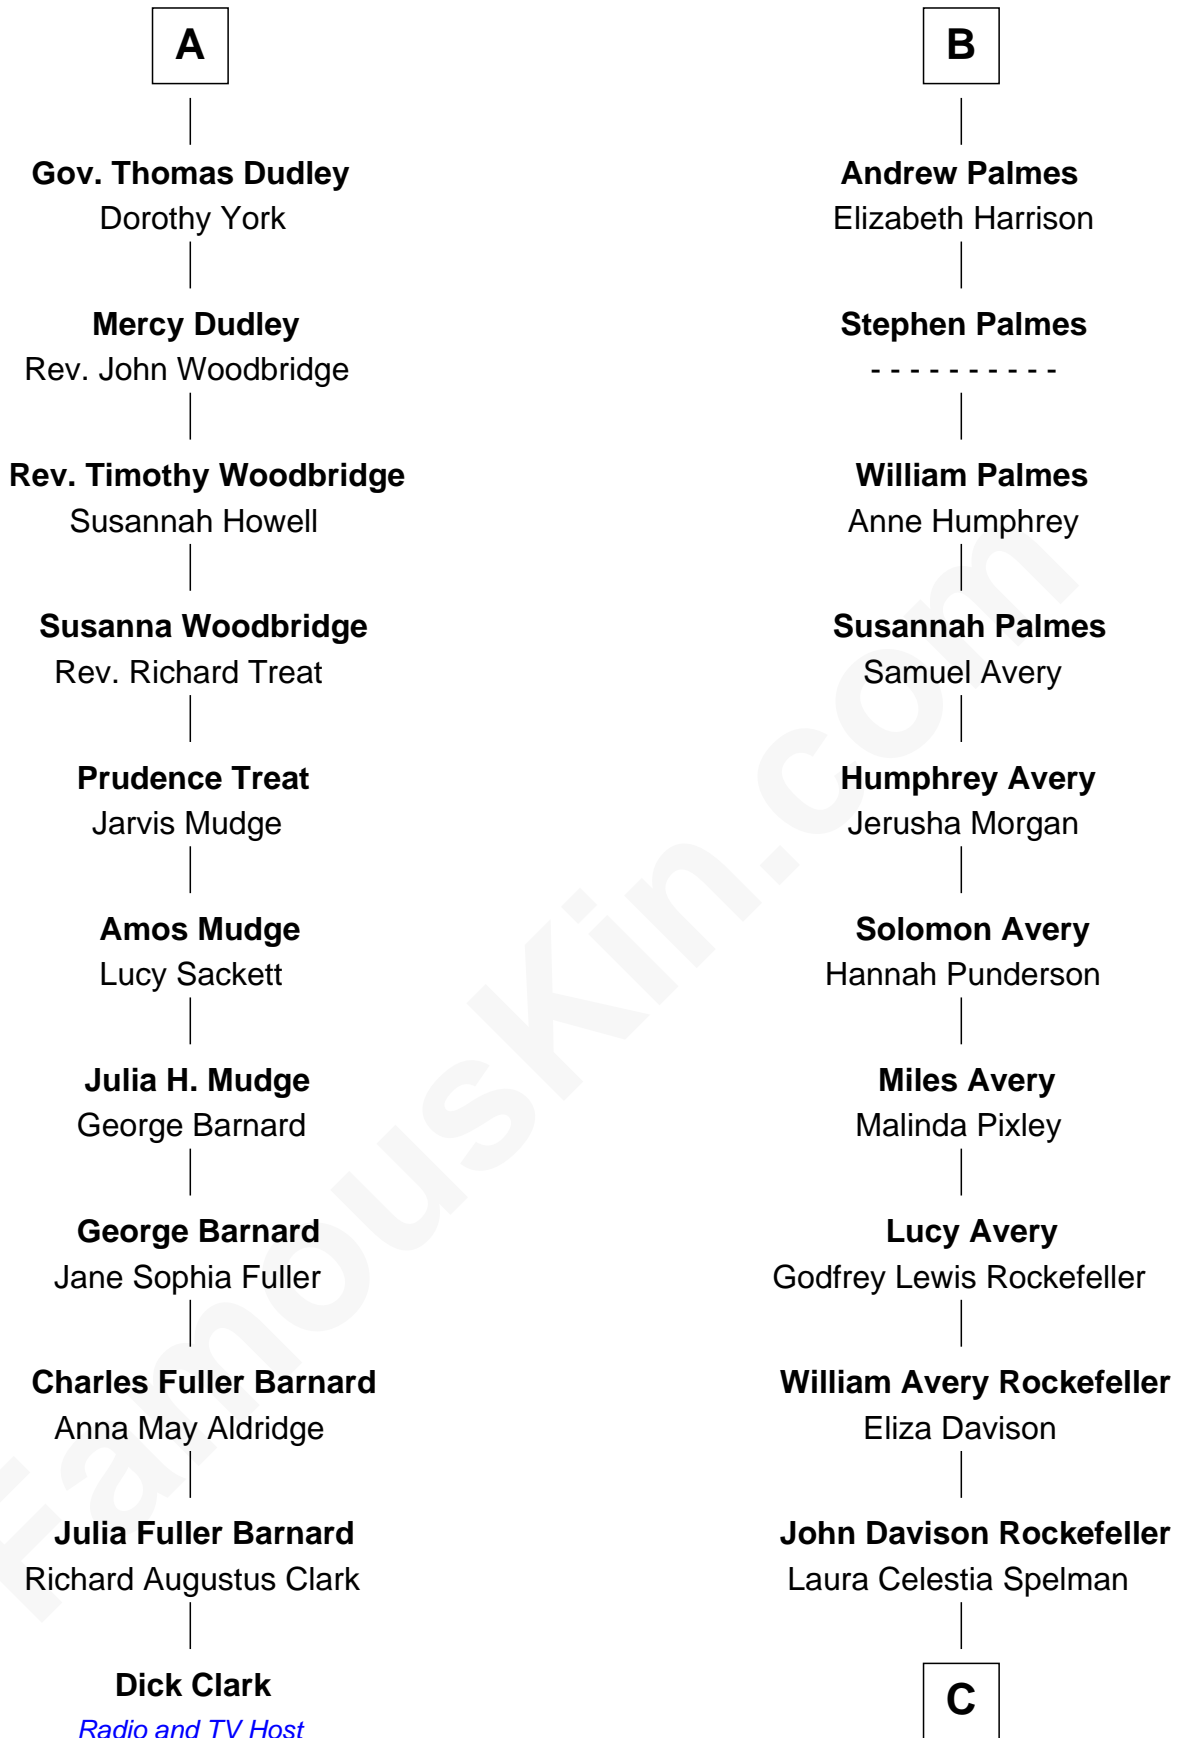 A
Gov. Thomas Dudley
Dorothy York
Mercy Dudley
Rev. John Woodbridge
Rev. Timothy Woodbridge
Susannah Howell
Susanna Woodbridge
Rev. Richard Treat
Prudence Treat
Jarvis Mudge
Amos Mudge
Lucy Sackett
Julia H. Mudge
George Barnard
George Barnard
Jane Sophia Fuller
Charles Fuller Barnard
Anna May Aldridge
Julia Fuller Barnard
Richard Augustus Clark
Dick Clark
Radio and TV Host
B
Andrew Palmes
Elizabeth Harrison
Stephen Palmes
- - - - - - - - - -
William Palmes
Anne Humphrey
Susannah Palmes
Samuel Avery
Humphrey Avery
Jerusha Morgan
Solomon Avery
Hannah Punderson
Miles Avery
Malinda Pixley
Lucy Avery
Godfrey Lewis Rockefeller
William Avery Rockefeller
Eliza Davison
John Davison Rockefeller
Laura Celestia Spelman
C
FamousKin.com